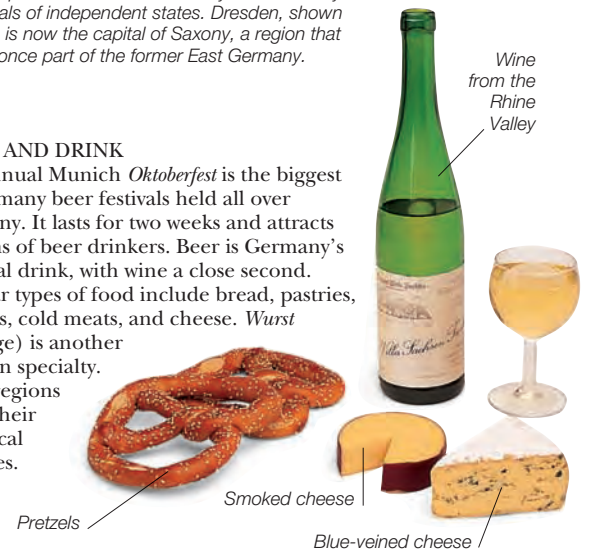 als of independent states. Dresden, shown
is now the capital of Saxony, a region that
once part of the former East Germany.
Wine
from the
Rhine
Valley
AND DRINK
nual Munich Oktoberfest is the biggest
many beer festivals held all over
ny. It lasts for two weeks and attracts
ns of beer drinkers. Beer is Germany's
al drink, with wine a close second.
ar types of food include bread, pastries,
s, cold meats, and cheese. Wurst
ge) is another
n specialty.
egions
heir
cal
es.
Villa Sachsen
Smoked cheese
Pretzels
Blue-veined cheese